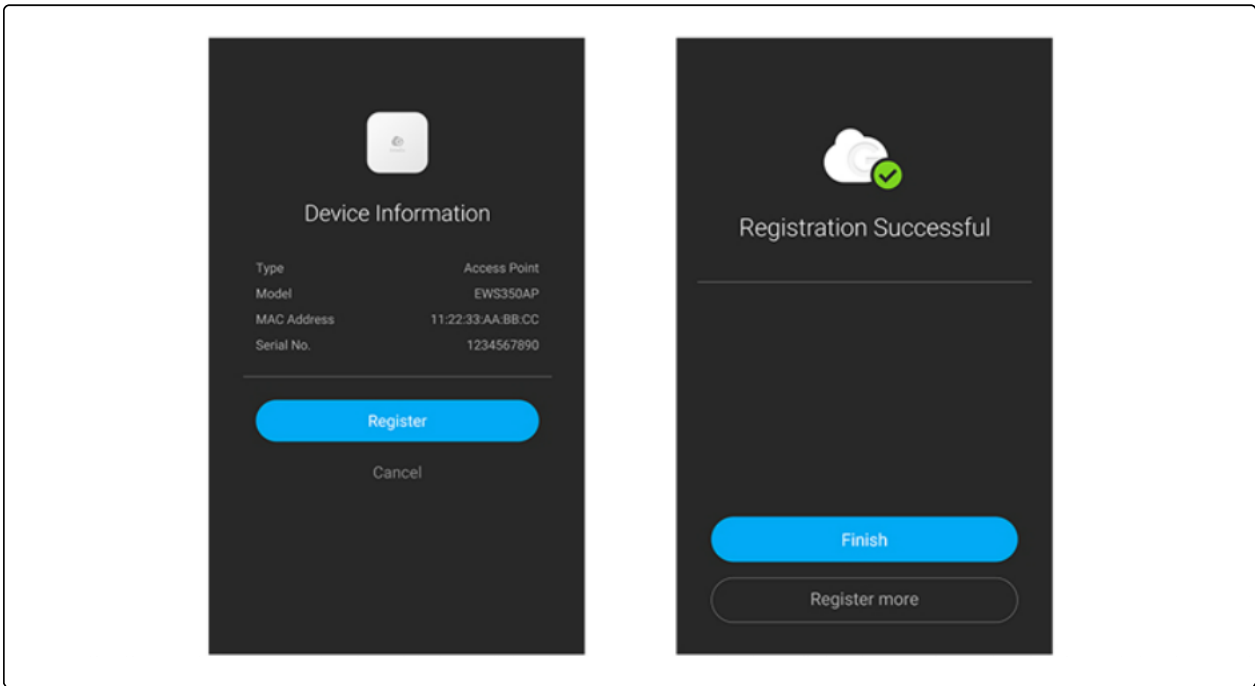 Device Information
Type Access Point
Model EWS350AP
MAC Address 11:22:33:AA:BB:CC
Serial No. 1234567890
Register
Cancel
Registration Successful
Finish
Register more